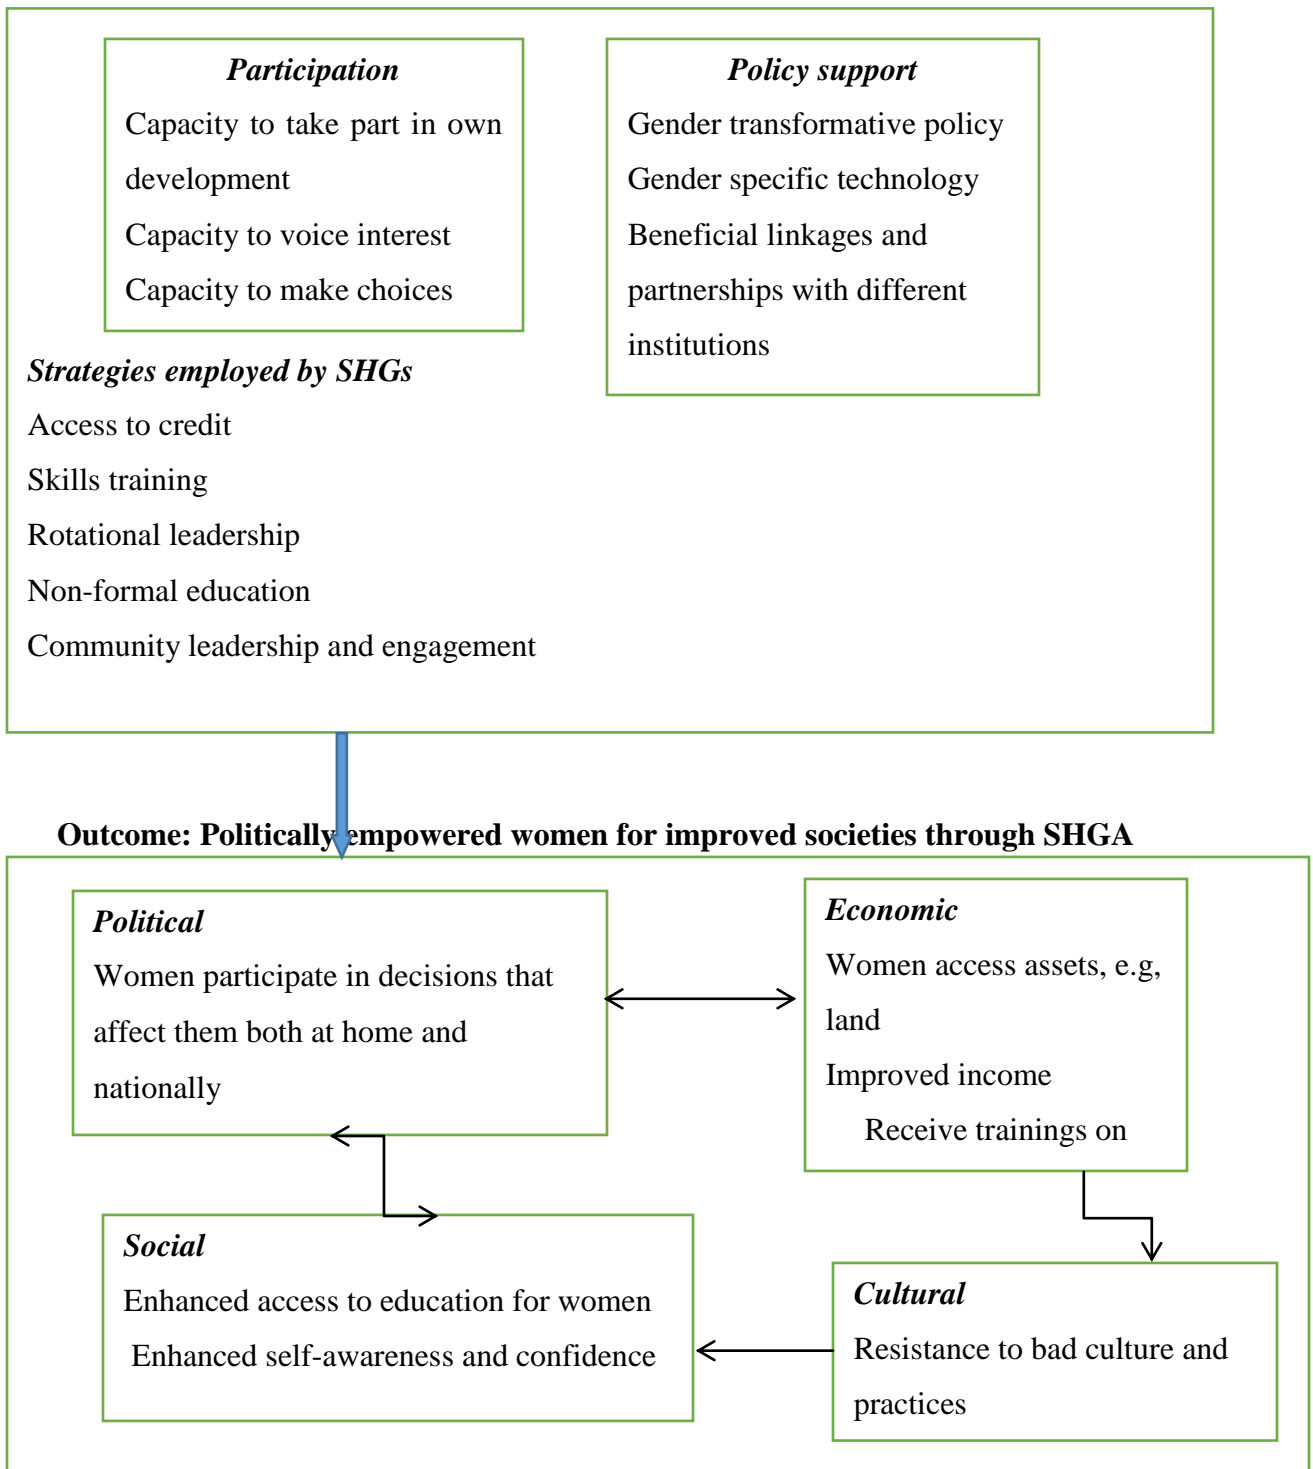 Participation
Capacity to take part in own
development
Capacity to voice interest
Capacity to make choices
Policy support
Gender transformative policy
Gender specific technology
Beneficial linkages and
partnerships with different
institutions
Strategies employed by SHGs
Access to credit
Skills training
Rotational leadership
Non-formal education
Community leadership and engagement
Outcome: Politically empowered women for improved societies through SHGA
Political
Women participate in decisions that
affect them both at home and
nationally
Economic
Women access assets, e.g,
land
Improved income
Receive trainings on
Social
Enhanced access to education for women
Enhanced self-awareness and confidence
Cultural
Resistance to bad culture and
practices